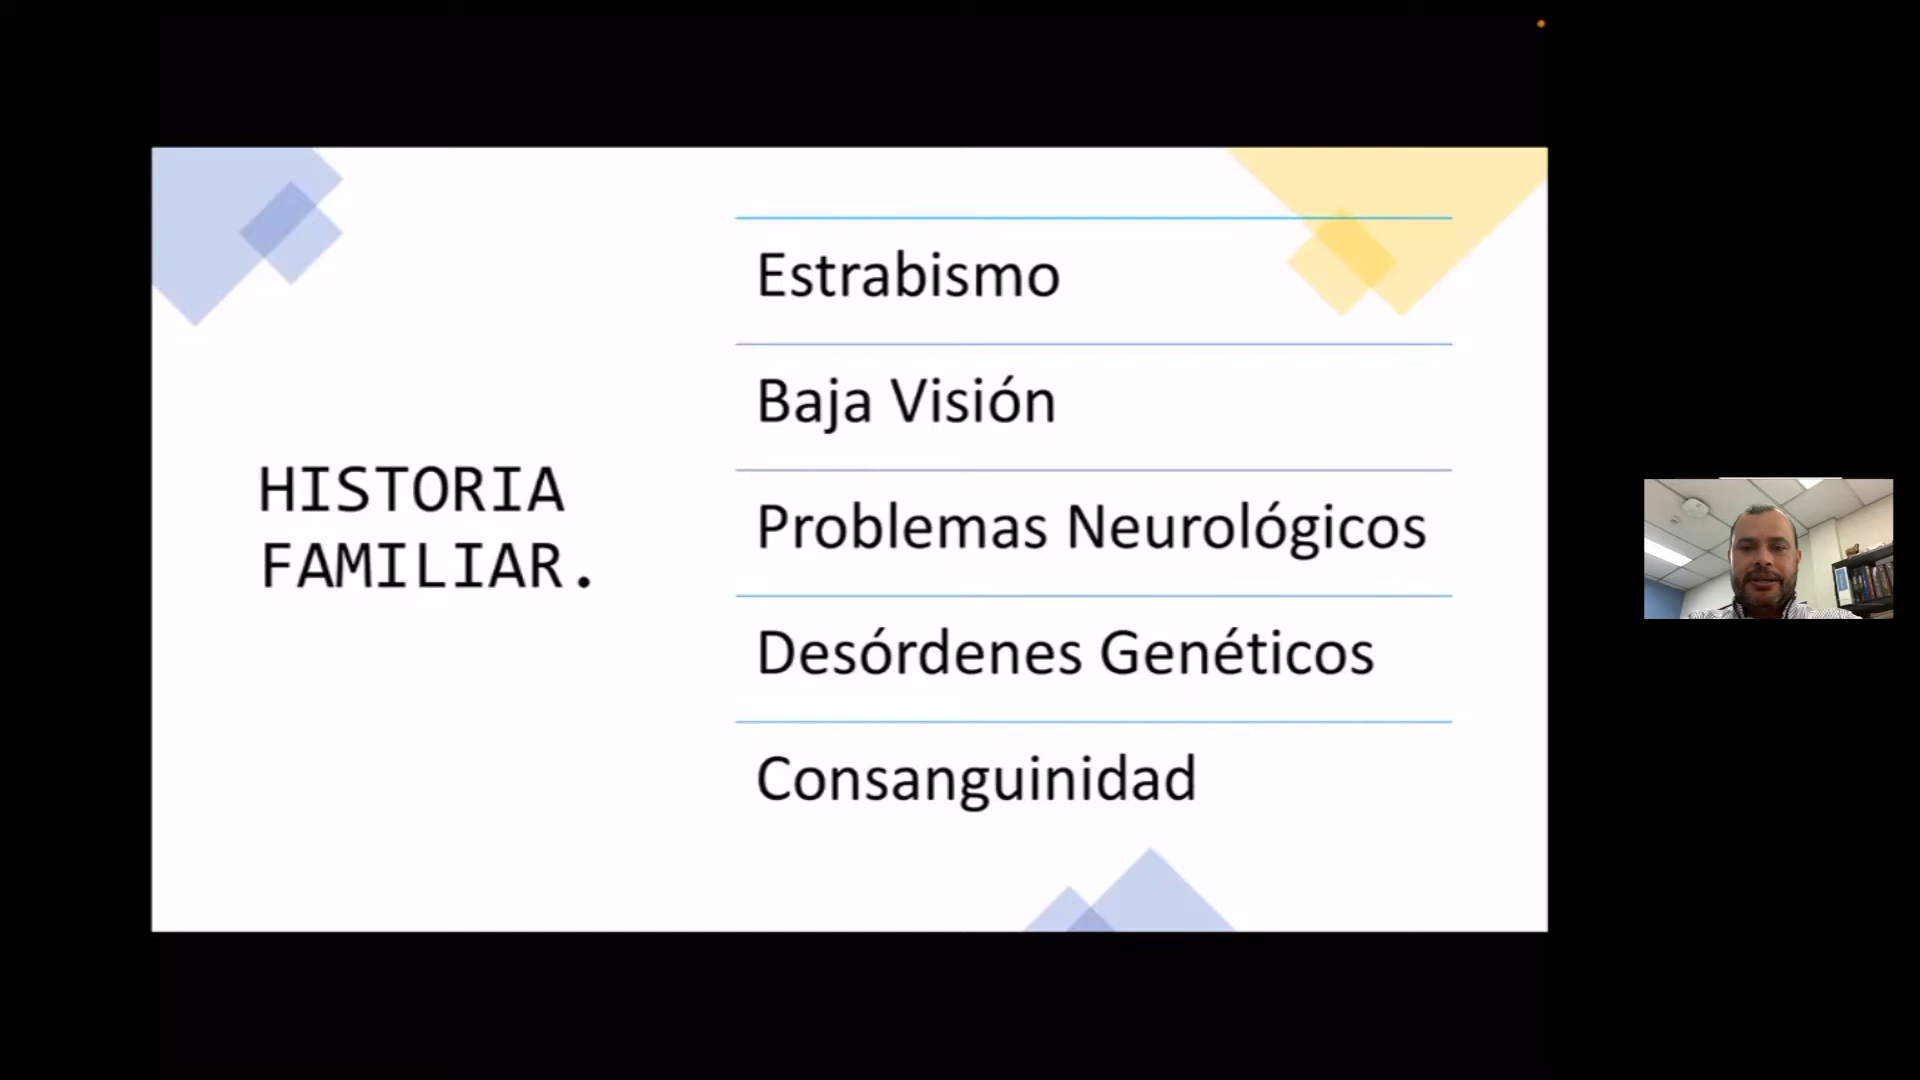 HISTORIA
FAMILIAR.
Estrabismo
Baja Visión
Problemas Neurológicos
Desórdenes Genéticos
Consanguinidad